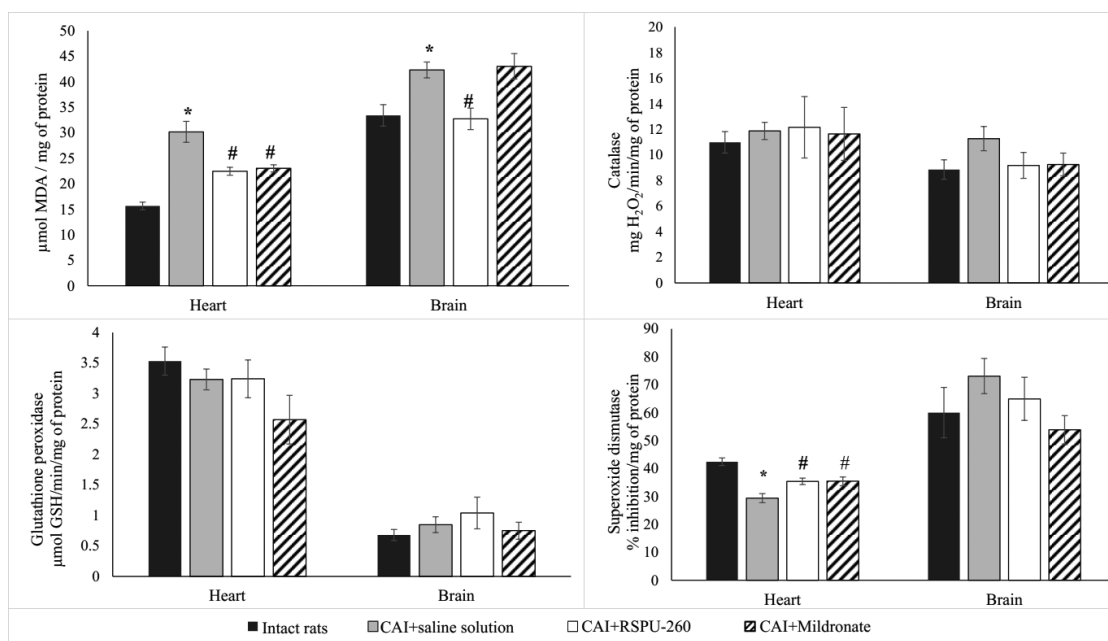 50
45
40
35
30
25
20
15
10
5
0
µmol MDA / mg of protein
*
#
#
*
#
Heart
Brain
20
18
16
14
12
10
8
6
4
2
0
Catalase
mg H₂O₂/min/mg of protein
Heart
Brain
4
3.5
3
2.5
2
1.5
1
0.5
0
Glutathione peroxidase
µmol GSH/min/mg of protein
Heart
Brain
90
80
70
60
50
40
30
20
10
0
Superoxide dismutase
% inhibition/mg of protein
*
#
#
Heart
Brain
Intact rats
CAI+saline solution
CAI+RSPU-260
CAI+Mildronate